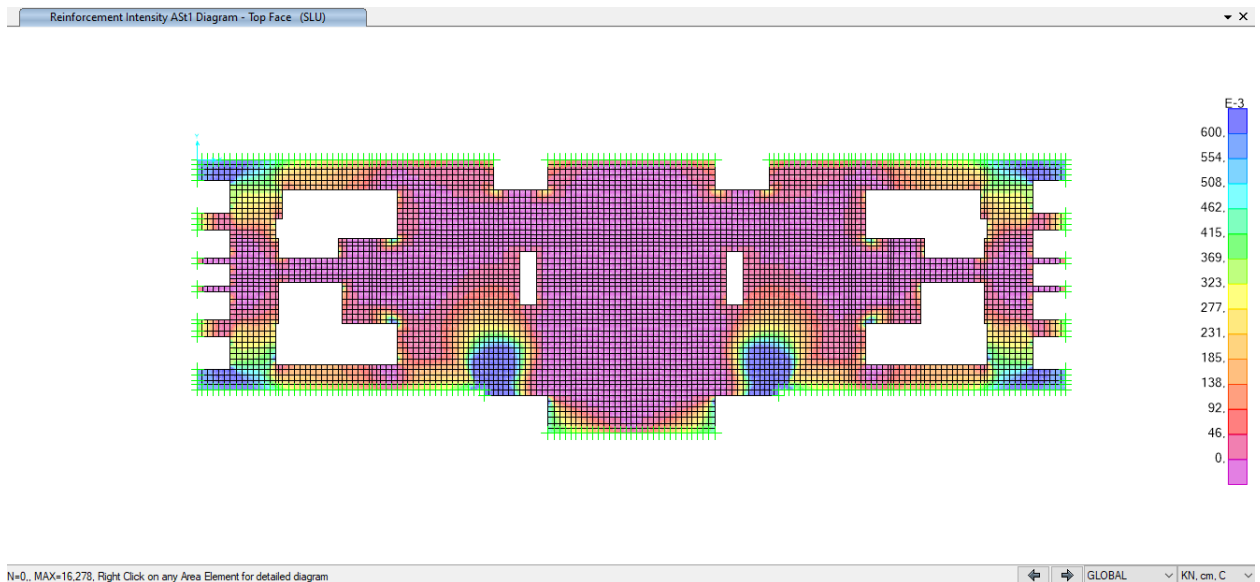 Reinforcement Intensity ASt1 Diagram - Top Face (SLU)
E-3
600,
554,
508,
462,
415,
369,
323,
277,
231,
185,
138,
92,
46,
0,
N=0,, MAX=16,278, Right Click on any Area Element for detailed diagram
GLOBAL
KN, cm, C